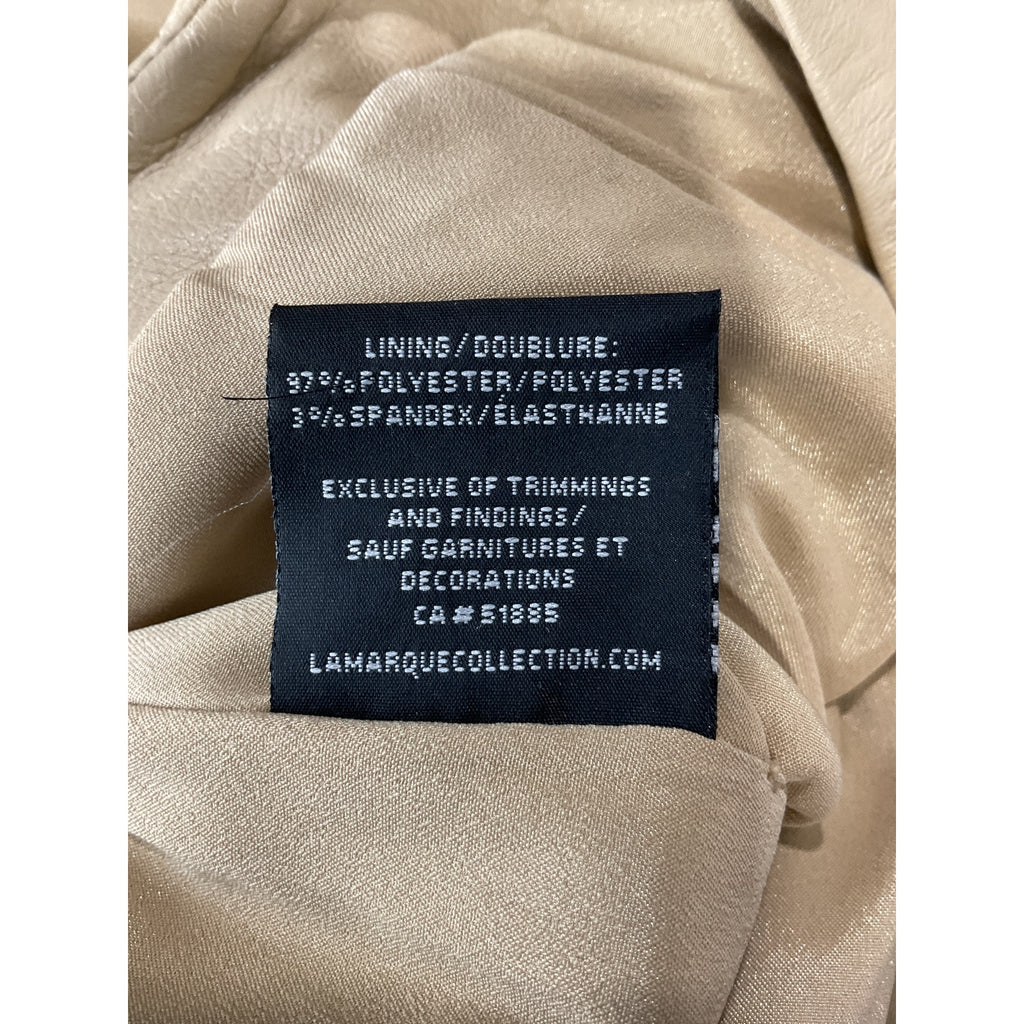 LINING/DOUBLURE:
97%POLYESTER/POLYESTER
3%SPANDEX/ÉLASTHANNE
EXCLUSIVE OF TRIMMINGS
AND FINDINGS/
SAUF GARNITURES ET
DECORATIONS
CA#51885
LAMARQUECOLLECTION.COM